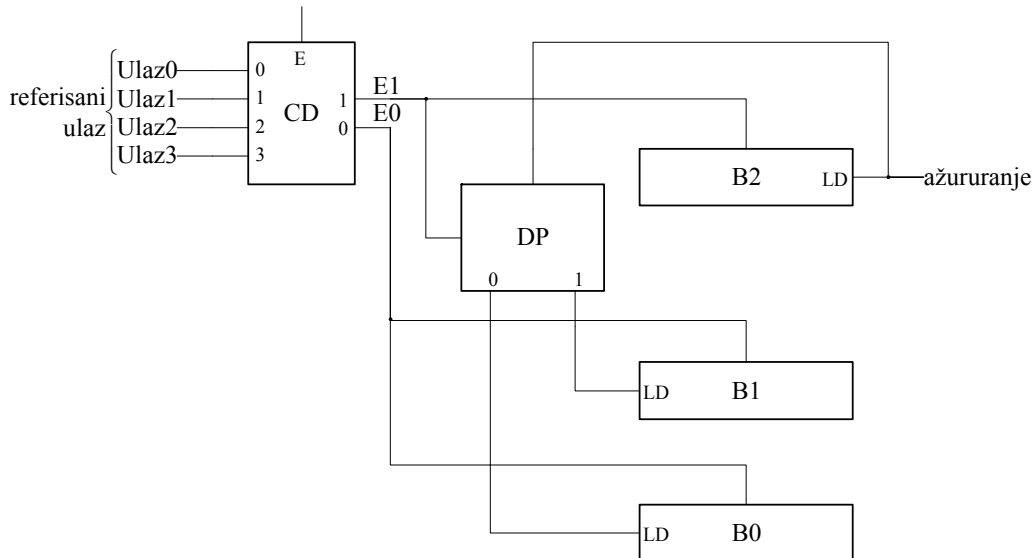 referisani
ulaz
Ulaz0
Ulaz1
Ulaz2
Ulaz3
E
0
1
2
3
CD
1
0
E1
E0
DP
0
1
B2
LD
ažururanje
LD
B1
LD
B0